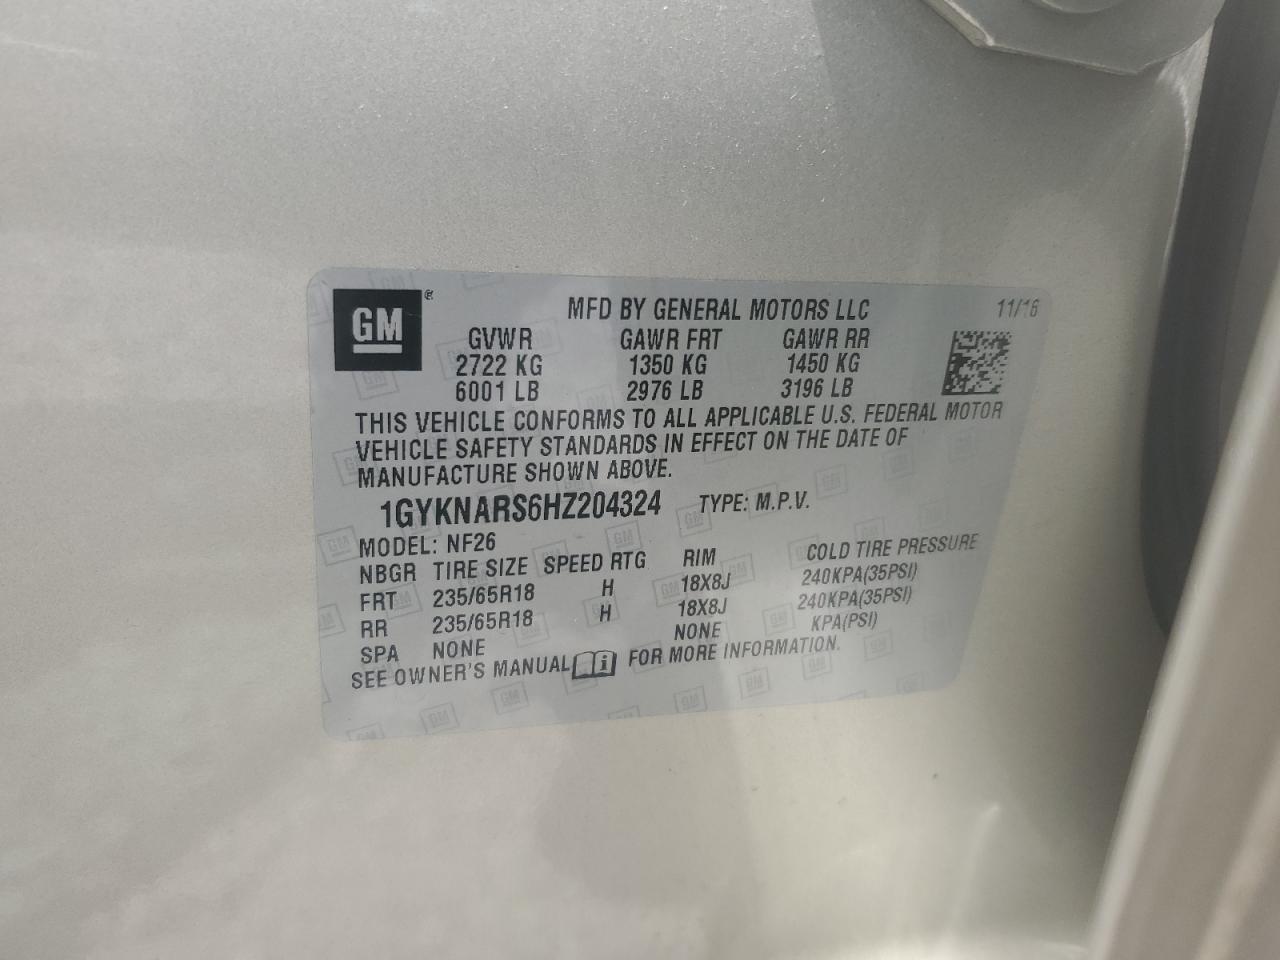 GM®
MFD BY GENERAL MOTORS LLC 11/16
GVWR GAWR FRT GAWR RR
2722 KG 1350 KG 1450 KG
6001 LB 2976 LB 3196 LB
THIS VEHICLE CONFORMS TO ALL APPLICABLE U.S. FEDERAL MOTOR
VEHICLE SAFETY STANDARDS IN EFFECT ON THE DATE OF
MANUFACTURE SHOWN ABOVE.
1GYKNARS6HZ204324 TYPE: M.P.V.
MODEL: NF26
NBGR TIRE SIZE SPEED RTG RIM COLD TIRE PRESSURE
FRT 235/65R18 H 18X8J 240KPA(35PSI)
RR 235/65R18 H 18X8J 240KPA(35PSI)
SPA NONE NONE KPA(PSI)
SEE OWNER'S MANUAL i FOR MORE INFORMATION.